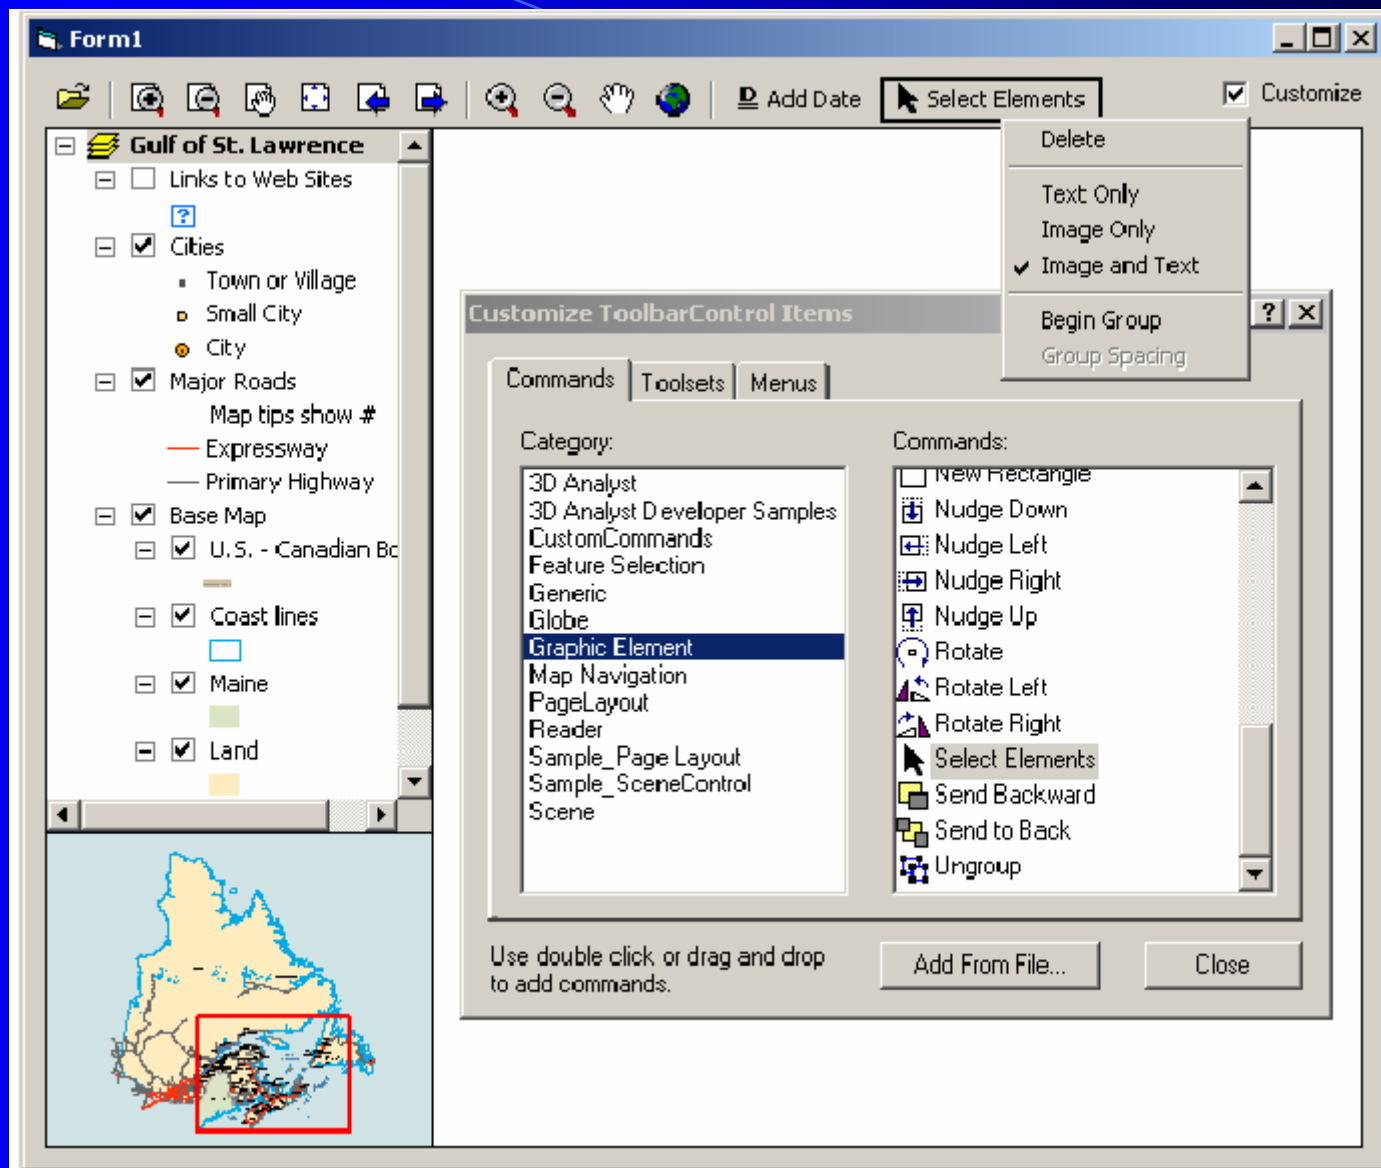 Form1
Add Date
Select Elements
Customize
Gulf of St. Lawrence
Links to Web Sites
?
Cities
Town or Village
Small City
City
Major Roads
Map tips show #
Expressway
Primary Highway
Base Map
U.S. - Canadian Bo
Coast lines
Maine
Land
Delete
Text Only
Image Only
Image and Text
Begin Group
Group Spacing
Customize ToolbarControl Items
?
Commands
Toolsets
Menus
Category:
3D Analyst
3D Analyst Developer Samples
CustomCommands
Feature Selection
Generic
Globe
Graphic Element
Map Navigation
PageLayout
Reader
Sample_Page Layout
Sample_SceneControl
Scene
Commands:
New Rectangle
Nudge Down
Nudge Left
Nudge Right
Nudge Up
Rotate
Rotate Left
Rotate Right
Select Elements
Send Backward
Send to Back
Ungroup
Use double click or drag and drop
to add commands.
Add From File...
Close